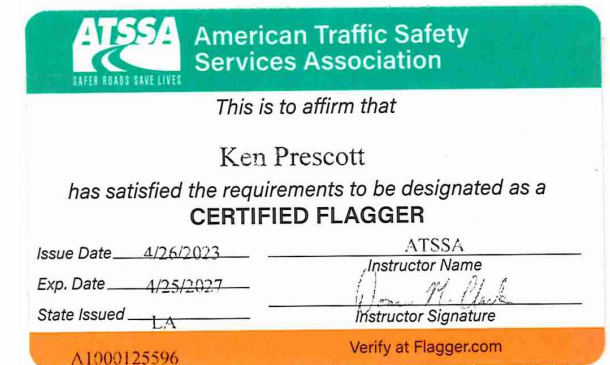 ATSSA
SAFER ROADS SAVE LIVES
American Traffic Safety
Services Association
This is to affirm that
Ken Prescott
has satisfied the requirements to be designated as a
CERTIFIED FLAGGER
Issue Date 4/26/2023
ATSSA
Instructor Name
Exp. Date 4/25/2027
State Issued LA
Instructor Signature
A1000125596
Verify at Flagger.com